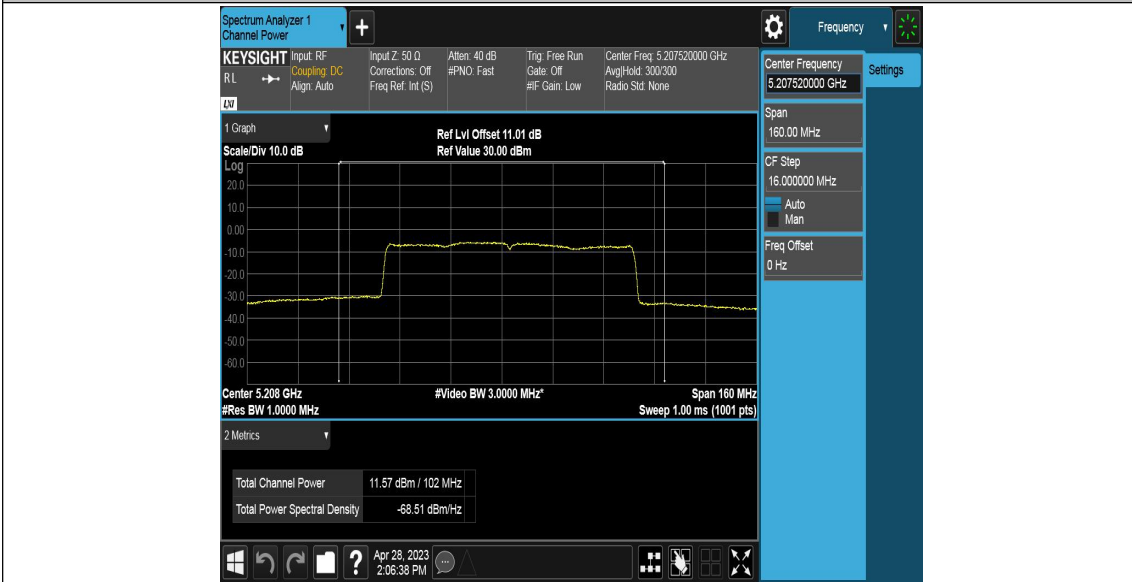 Spectrum Analyzer 1
Channel Power
Frequency
KEYSIGHT Input: RF
R L
Coupling: DC
Align: Auto
LXI
Input Z: 50 Ω
Corrections: Off
Freq Ref: Int (S)
Atten: 40 dB
#PNO: Fast
Trig: Free Run
Gate: Off
#IF Gain: Low
Center Freq: 5.207520000 GHz
Avg|Hold: 300/300
Radio Std: None
Center Frequency
5.207520000 GHz
Settings
Span
160.00 MHz
CF Step
16.000000 MHz
Auto
Man
Freq Offset
0 Hz
1 Graph
Scale/Div 10.0 dB
Ref Lvl Offset 11.01 dB
Ref Value 30.00 dBm
Log
20.0
10.0
0.00
-10.0
-20.0
-30.0
-40.0
-50.0
-60.0
Center 5.208 GHz
#Video BW 3.0000 MHz*
Span 160 MHz
#Res BW 1.0000 MHz
Sweep 1.00 ms (1001 pts)
2 Metrics
Total Channel Power 11.57 dBm / 102 MHz
Total Power Spectral Density -68.51 dBm/Hz
?
Apr 28, 2023
2:06:38 PM